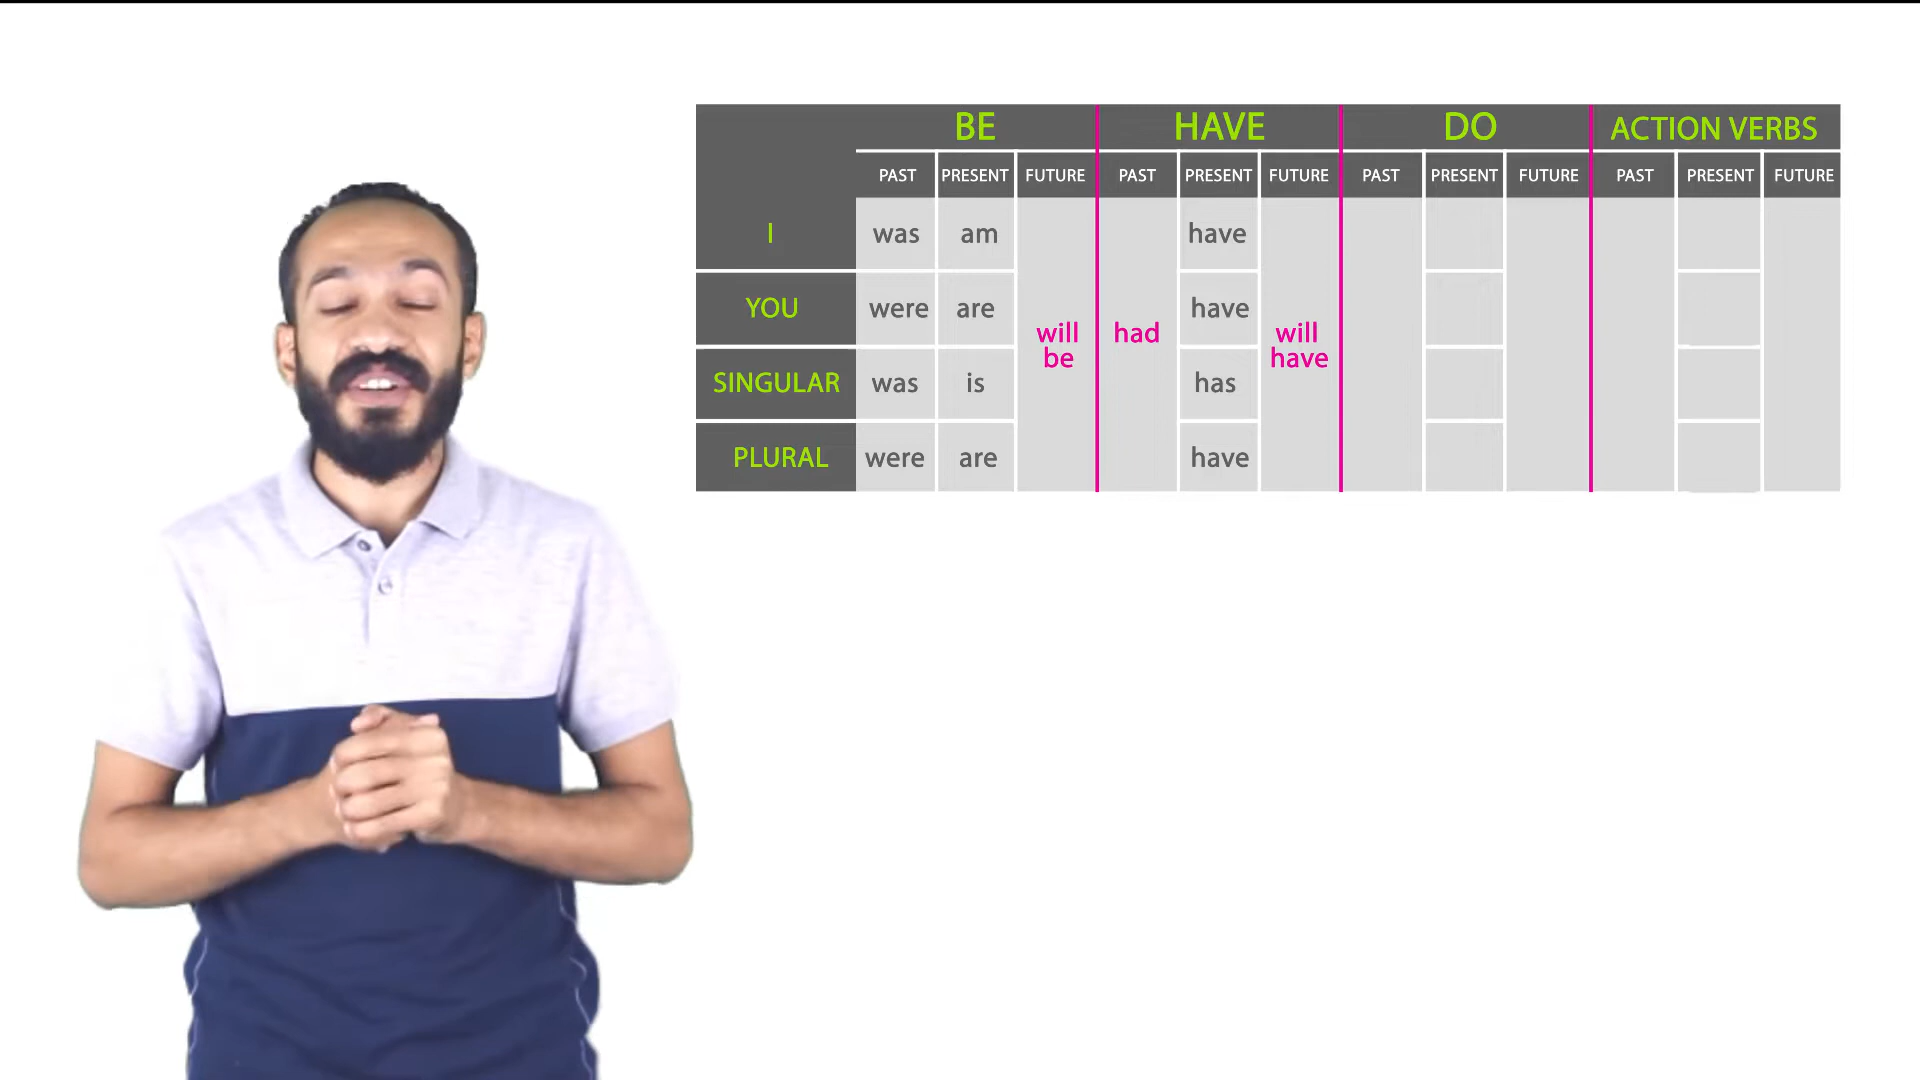 BE HAVE DO ACTION VERBS
PAST PRESENT FUTURE PAST PRESENT FUTURE PAST PRESENT FUTURE PAST PRESENT FUTURE
I was am have
YOU were are have
will be had will have
SINGULAR was is has
PLURAL were are have